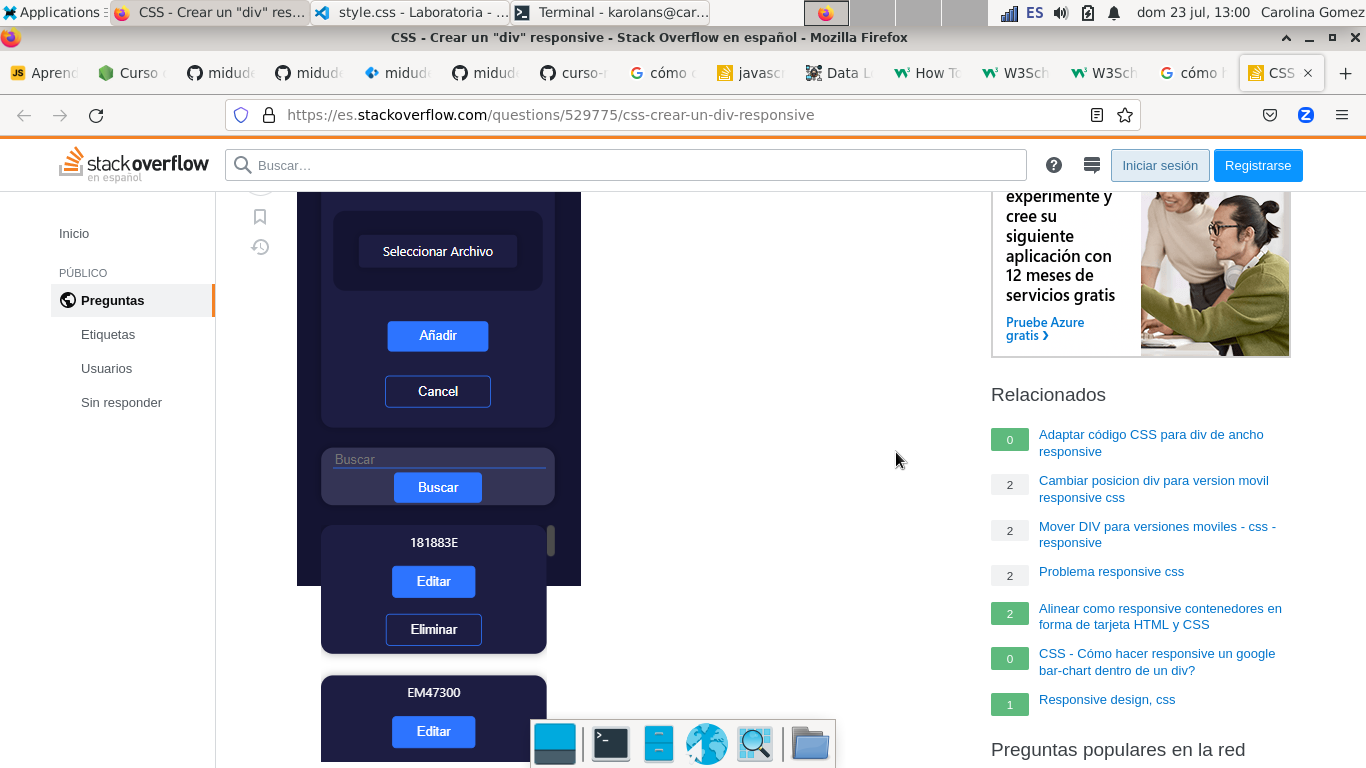 Applications
CSS - Crear un "div" res...
style.css - Laboratoria - ...
Terminal - karolans@car...
ES
dom 23 jul, 13:00
Carolina Gomez
CSS - Crear un "div" responsive - Stack Overflow en español - Mozilla Firefox
JS
Aprend
Curso
midud
midud
midud
midud
curso-r
cómo
javasc
Data L
How To
W3Sch
W3Sch
cómo h
CSS
https://es.stackoverflow.com/questions/529775/css-crear-un-div-responsive
Z
stackoverflow
en español
Buscar…
Iniciar sesión
Registrarse
Inicio
PÚBLICO
Preguntas
Etiquetas
Usuarios
Sin responder
Seleccionar Archivo
Añadir
Cancel
Buscar
Buscar
181883E
Editar
Eliminar
EM47300
Editar
experimente y
cree su
siguiente
aplicación con
12 meses de
servicios gratis
Pruebe Azure
gratis ❯
Relacionados
0
Adaptar código CSS para div de ancho
responsive
2
Cambiar posicion div para version movil
responsive css
2
Mover DIV para versiones moviles - css -
responsive
2
Problema responsive css
2
Alinear como responsive contenedores en
forma de tarjeta HTML y CSS
0
CSS - Cómo hacer responsive un google
bar-chart dentro de un div?
1
Responsive design, css
Preguntas populares en la red